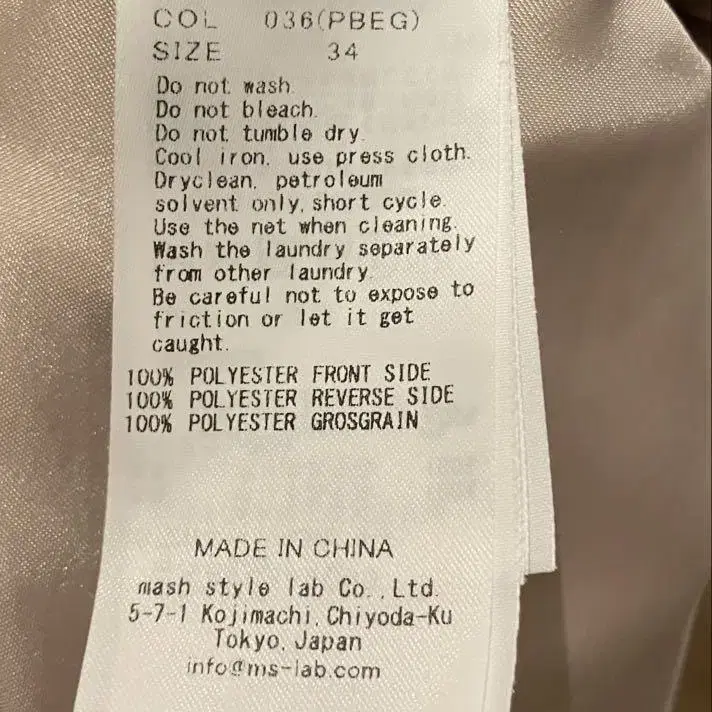 COL 036(PBEG)
SIZE 34
Do not wash.
Do not bleach.
Do not tumble dry.
Cool iron, use press cloth.
Dryclean, petroleum
solvent only, short cycle.
Use the net when cleaning.
Wash the laundry separately
from other laundry.
Be careful not to expose to
friction or let it get
caught.
100% POLYESTER FRONT SIDE
100% POLYESTER REVERSE SIDE
100% POLYESTER GROSGRAIN
MADE IN CHINA
mash style lab Co., Ltd.
5-7-1 Kojimachi, Chiyoda-Ku
Tokyo, Japan
info@ms-lab.com